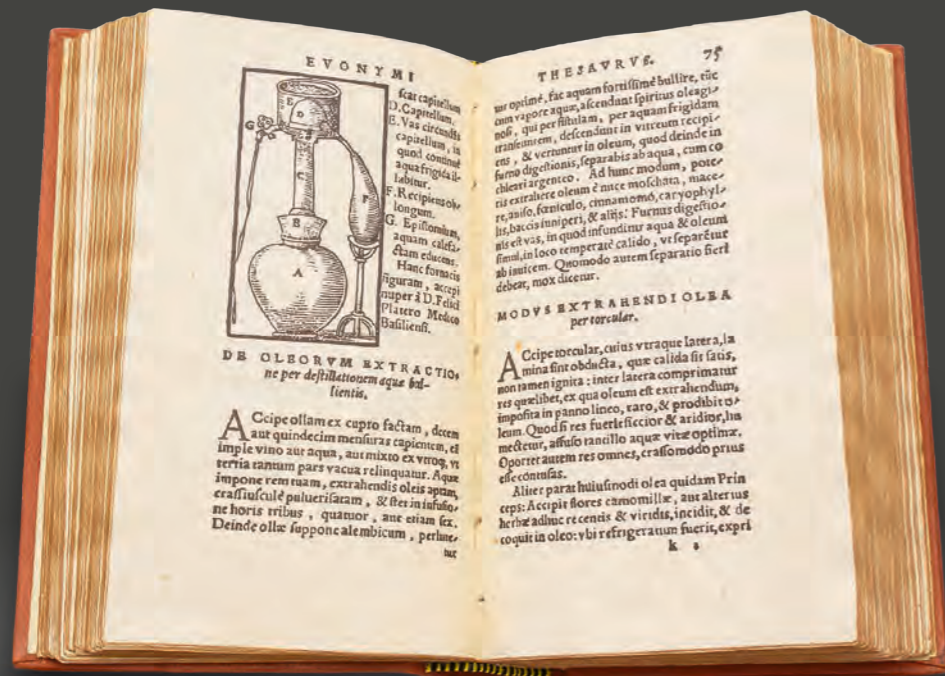 EVONYMI
scat capitellum
D. Capitellum.
E. Vas circundãs
capitellum, in
quod continuè
aqua frigida il-
labitur.
F. Recipiens ob-
longum.
G. Epistomium,
aquam calefa-
ctam educens.
Hanc fornacis
figuram, accepi
nuper à D. Felici
Platero Medico
Basiliensi.
A
B
C
D
E
F
G
DE OLEORVM EXTRACTIO-
ne per destillationem aquæ bul-
lientis.
ACcipe ollam ex cupro factam, decem
aut quindecim mensuras capientem, eã
imple vino aut aqua, aut mixto ex vtroq;, vt
tertia tantum pars vacua relinquatur. Aquæ
impone rem tuam, extrahendis oleis aptam,
crassiusculè puluerisatam, & stet in infusio-
ne horis tribus, quatuor, aut etiam sex.
Deinde ollæ suppone alembicum, perline-
tur
THESAVRVS. 75
tur optimè, fac aquam fortissimè bullire, tũc
cum vapore aquæ, ascendunt spiritus oleagi-
nosi, qui per fistulam, per aquam frigidam
transeuntem, descendunt in vitreum recipi-
ens, & vertuntur in oleum, quod deinde in
furno digestionis, separabis ab aqua, cum co
chleari argenteo. Ad hunc modum, pote-
ris extrahere oleum è nuce moschata, mace-
re, aniso, fœniculo, cinnamomo, caryophyl-
lis, baccis iuniperi, & alijs: Furnus digestio-
nis est vas, in quod infunditur aqua & oleum
simul, in loco temperatè calido, vt separẽtur
ab inuicem. Quomodo autem separatio fieri
debeat, mox dicetur.
MODVS EXTRAHENDI OLEA
per torcular.
ACcipe torcular, cuius vtraque latera, la
mina sint obducta, quæ calida sit satis,
non tamen ignita: inter latera comprimatur
res quælibet, ex qua oleum est extrahendum,
imposita in panno lineo, raro, & prodibit o-
leum. Quod si res fuerit siccior & aridior, hu
mectetur, affuso tancillo aquæ vitæ optimæ.
Oportet autem res omnes, crassomodo prius
esse contusas.
Aliter parat huiusmodi olea quidam Prin
ceps: Accipit flores camomillæ, aut alterius
herbæ adhuc recentis & viridis, incidit, & de
coquit in oleo: vbi refrigeratum fuerit, expri
k